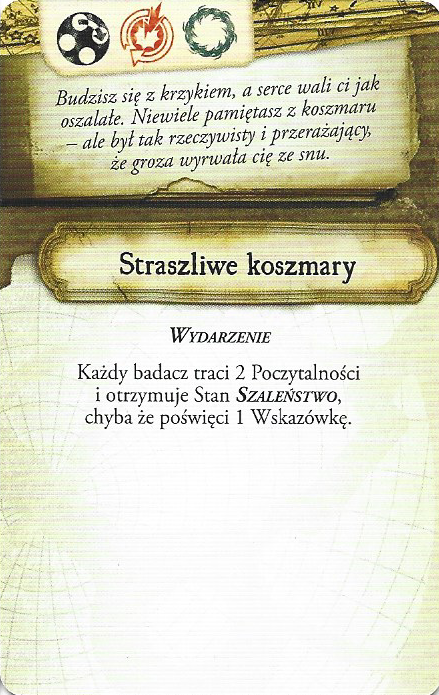 Budzisz się z krzykiem, a serce wali ci jak
oszalałe. Niewiele pamiętasz z koszmaru
– ale był tak rzeczywisty i przerażający,
że groza wyrwała cię ze snu.
Straszliwe koszmary
WYDARZENIE
Każdy badacz traci 2 Poczytalności
i otrzymuje Stan SZALEŃSTWO,
chyba że poświęci 1 Wskazówkę.